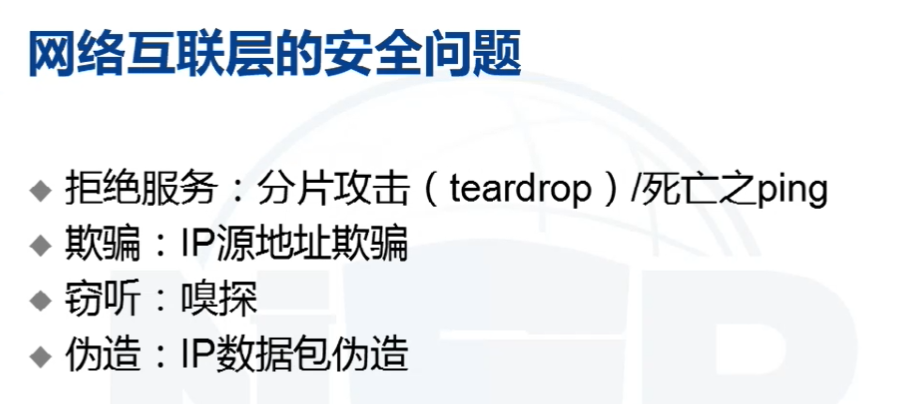 网络互联层的安全问题
◆ 拒绝服务：分片攻击（teardrop）/死亡之ping
◆ 欺骗：IP源地址欺骗
◆ 窃听：嗅探
◆ 伪造：IP数据包伪造